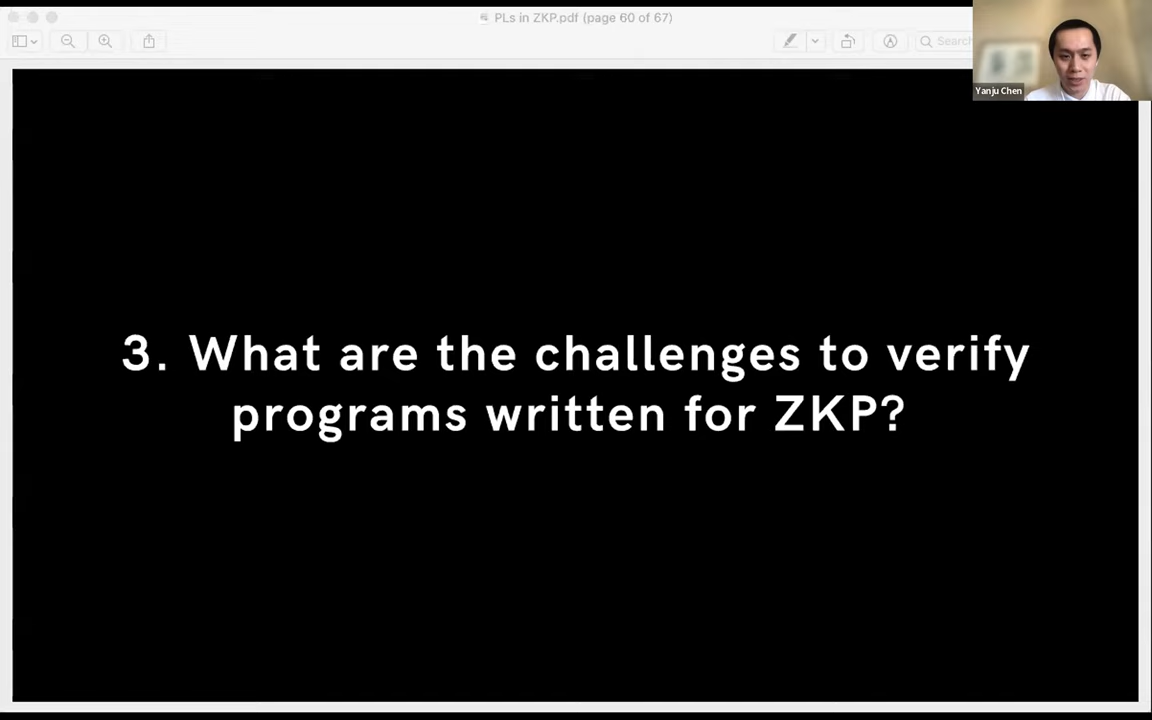 PLs in ZKP.pdf (page 60 of 67)
Search
Yanju Chen
3. What are the challenges to verify
programs written for ZKP?